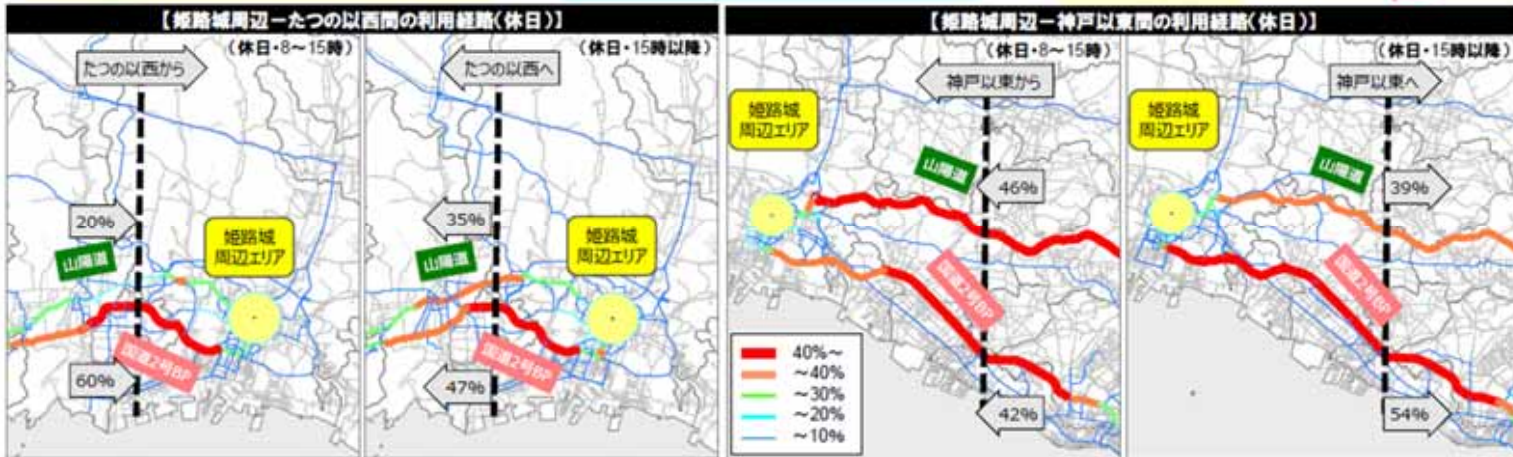 【姫路城周辺－たつの以西間の利用経路(休日)】
(休日・8～15時)
たつの以西から
20%
姫路城
周辺エリア
山陽道
国道2号BP
60%
(休日・15時以降)
たつの以西へ
35%
姫路城
周辺エリア
山陽道
国道2号BP
47%
【姫路城周辺－神戸以東間の利用経路(休日)】
(休日・8～15時)
神戸以東から
姫路城
周辺エリア
山陽道
46%
国道2号BP
40%～
～40%
～30%
～20%
～10%
42%
(休日・15時以降)
神戸以東へ
姫路城
周辺エリア
山陽道
39%
国道2号BP
54%